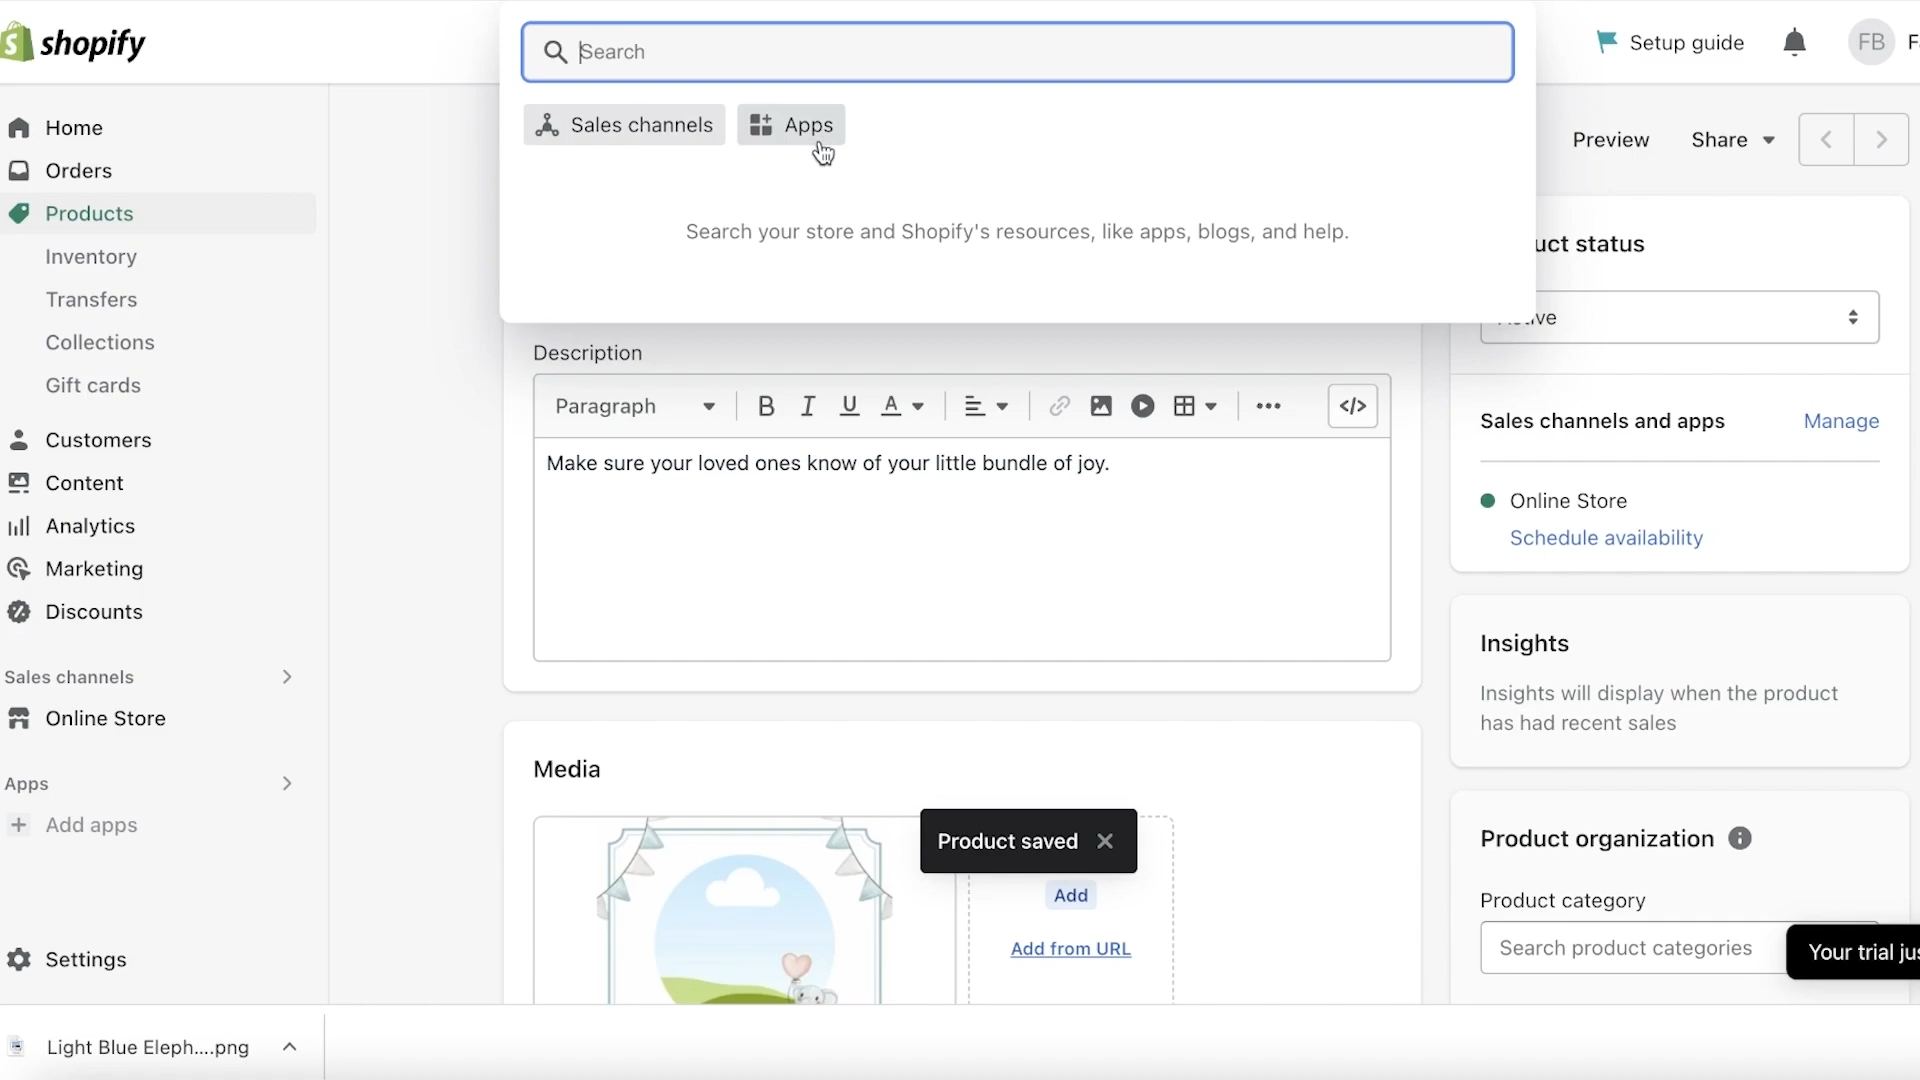 shopify
Search
Setup guide
FB
Sales channels
Apps
Search your store and Shopify's resources, like apps, blogs, and help.
Home
Orders
Products
Inventory
Transfers
Collections
Gift cards
Customers
Content
Analytics
Marketing
Discounts
Sales channels
Online Store
Apps
Add apps
Settings
Preview
Share
Description
Paragraph
B I U A
</>
Make sure your loved ones know of your little bundle of joy.
Media
Product saved
Add
Add from URL
uct status
Sales channels and apps
Manage
Online Store
Schedule availability
Insights
Insights will display when the product
has had recent sales
Product organization
Product category
Search product categories
Your trial jus
Light Blue Eleph....png